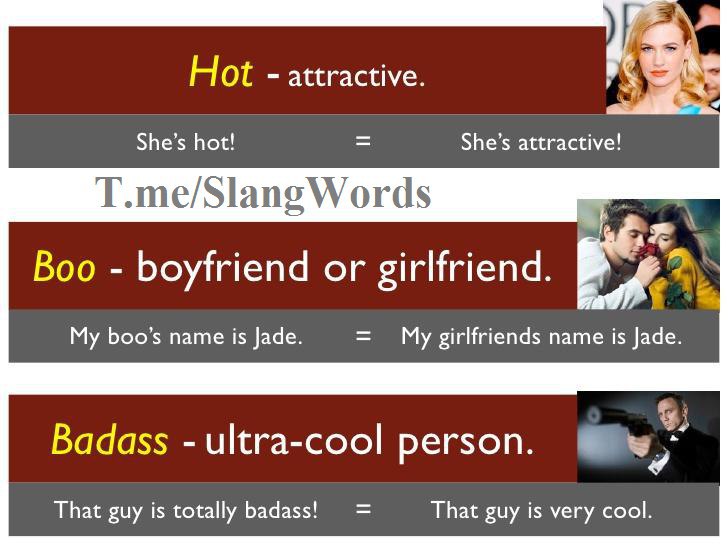 Hot - attractive.
She's hot! = She's attractive!
T.me/SlangWords
Boo - boyfriend or girlfriend.
My boo's name is Jade. = My girlfriends name is Jade.
Badass - ultra-cool person.
That guy is totally badass! = That guy is very cool.